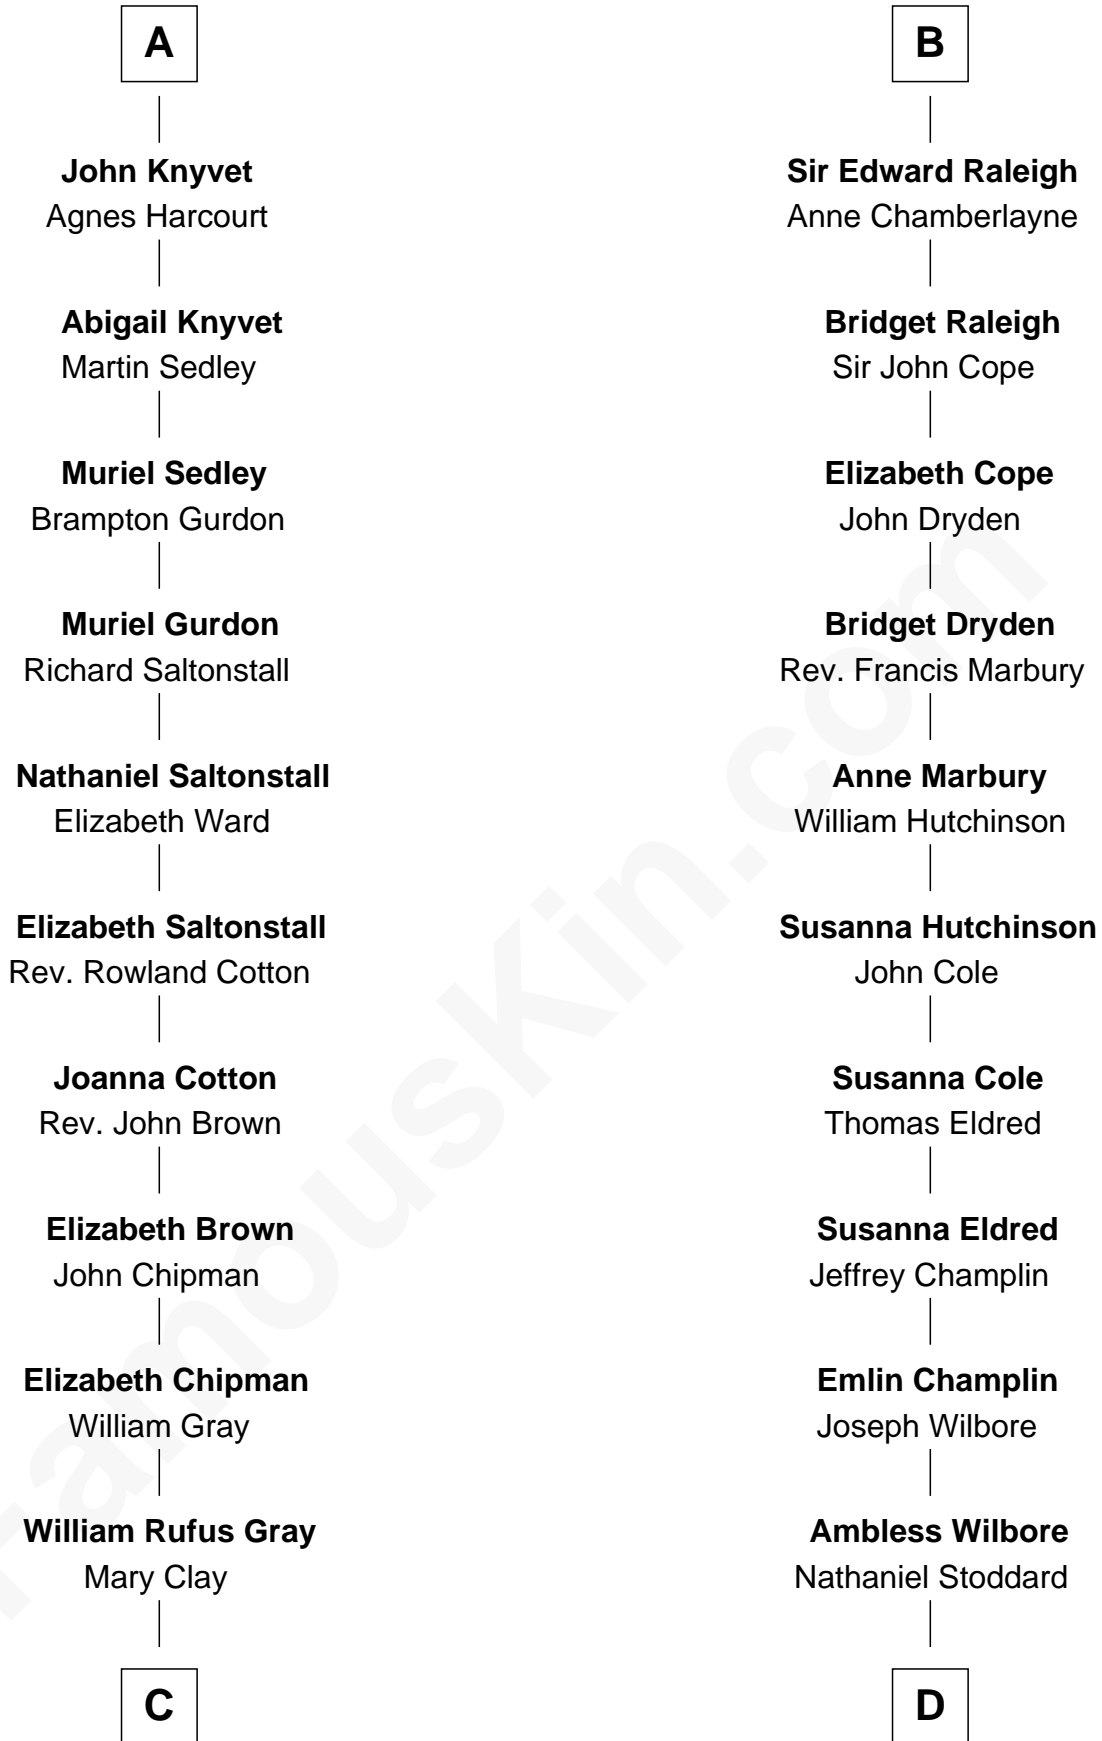 A
John Knyvet
Agnes Harcourt
Abigail Knyvet
Martin Sedley
Muriel Sedley
Brampton Gurdon
Muriel Gurdon
Richard Saltonstall
Nathaniel Saltonstall
Elizabeth Ward
Elizabeth Saltonstall
Rev. Rowland Cotton
Joanna Cotton
Rev. John Brown
Elizabeth Brown
John Chipman
Elizabeth Chipman
William Gray
William Rufus Gray
Mary Clay
C
B
Sir Edward Raleigh
Anne Chamberlayne
Bridget Raleigh
Sir John Cope
Elizabeth Cope
John Dryden
Bridget Dryden
Rev. Francis Marbury
Anne Marbury
William Hutchinson
Susanna Hutchinson
John Cole
Susanna Cole
Thomas Eldred
Susanna Eldred
Jeffrey Champlin
Emlin Champlin
Joseph Wilbore
Ambless Wilbore
Nathaniel Stoddard
D
FamousKin.com